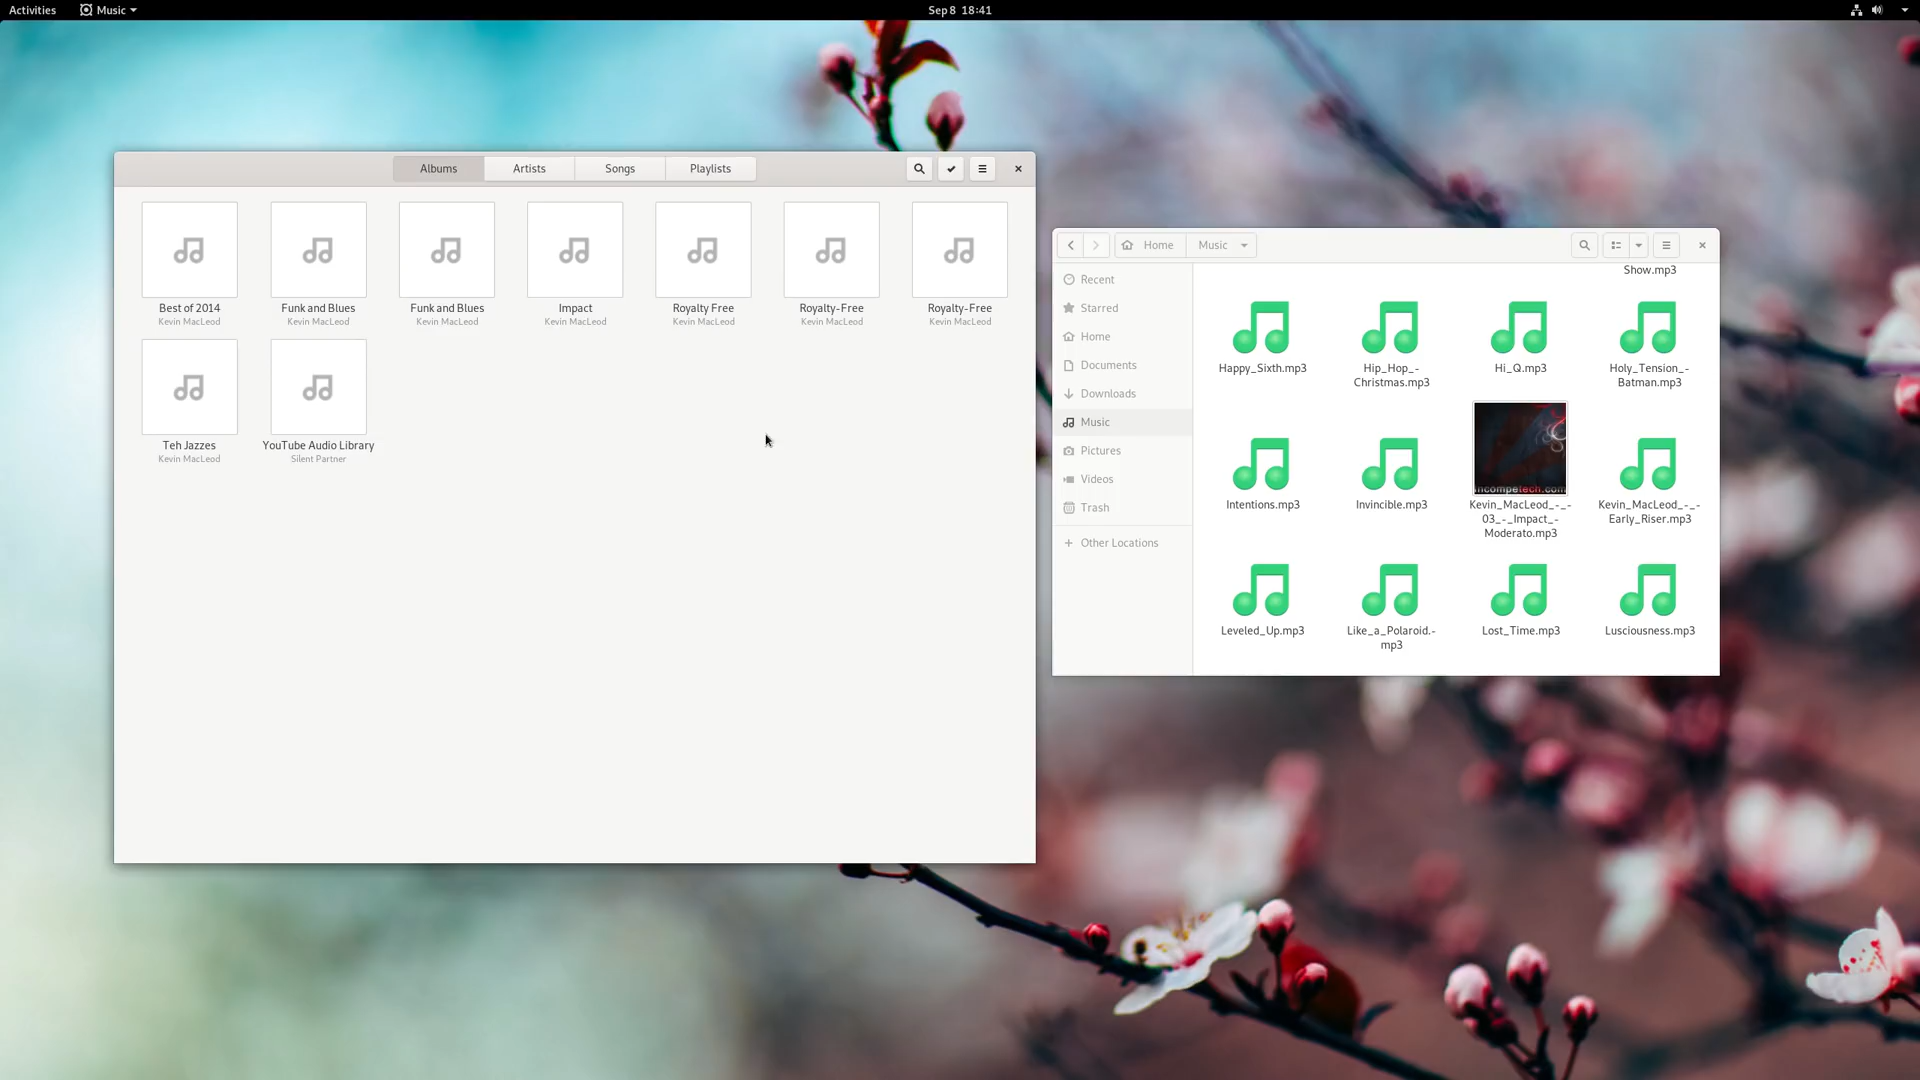 Activities
Music
Sep 8 18:41
Albums
Artists
Songs
Playlists
Best of 2014
Kevin MacLeod
Funk and Blues
Kevin MacLeod
Funk and Blues
Kevin MacLeod
Impact
Kevin MacLeod
Royalty Free
Kevin MacLeod
Royalty-Free
Kevin MacLeod
Royalty-Free
Kevin MacLeod
Teh Jazzes
Kevin MacLeod
YouTube Audio Library
Silent Partner
Home
Music
Recent
Starred
Home
Documents
Downloads
Music
Pictures
Videos
Trash
Other Locations
Show.mp3
Happy_Sixth.mp3
Hip_Hop_-
Christmas.mp3
Hi_Q.mp3
Holy_Tension_-
Batman.mp3
Intentions.mp3
Invincible.mp3
incompetech.com
Kevin_MacLeod_-_-
03_-_Impact_-
Moderato.mp3
Kevin_MacLeod_-_-
Early_Riser.mp3
Leveled_Up.mp3
Like_a_Polaroid.-
mp3
Lost_Time.mp3
Lusciousness.mp3